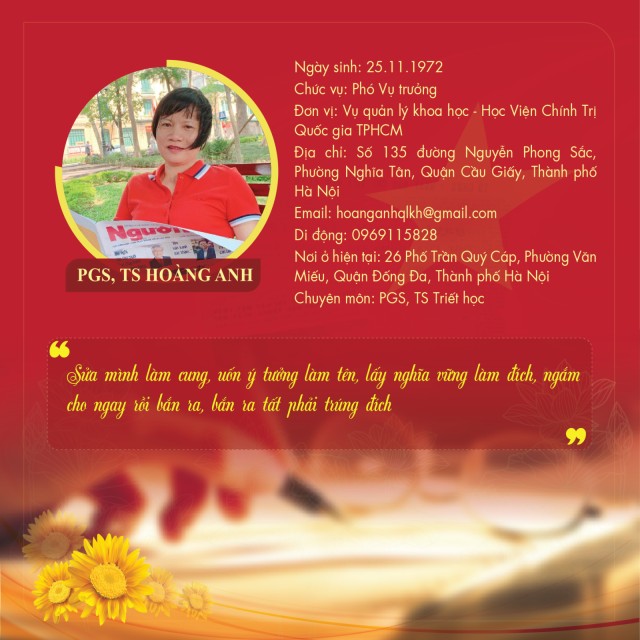 Ngày sinh: 25.11.1972
Chức vụ: Phó Vụ trưởng
Đơn vị: Vụ quản lý khoa học - Học Viện Chính Trị
Quốc gia TPHCM
Địa chỉ: Số 135 đường Nguyễn Phong Sắc,
Phường Nghĩa Tân, Quận Cầu Giấy, Thành phố
Hà Nội
Email: hoanganhqlkh@gmail.com
Di động: 0969115828
Nơi ở hiện tại: 26 Phố Trần Quý Cáp, Phường Văn
Miếu, Quận Đống Đa, Thành phố Hà Nội
Chuyên môn: PGS, TS Triết học
Người
PGS, TS HOÀNG ANH
“
Sửa mình làm cung, uốn ý tưởng làm tên, lấy nghĩa vững làm đích, ngắm
cho ngay rồi bắn ra, bắn ra tất phải trúng đích
”